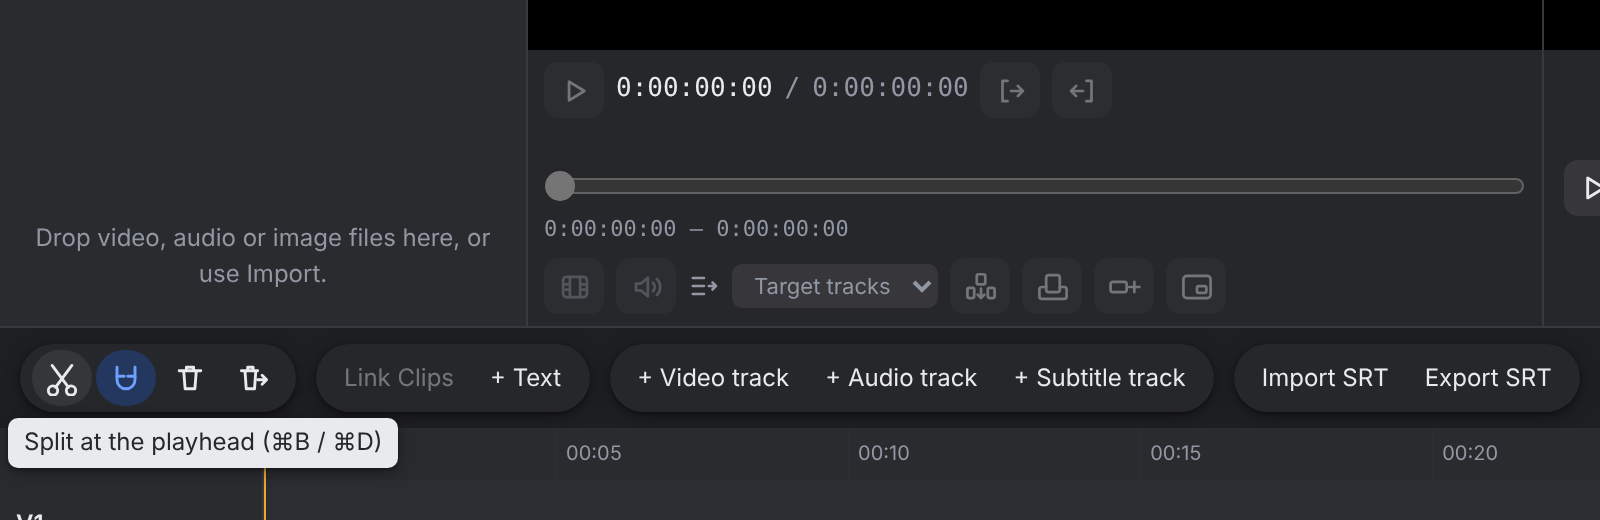 0:00:00:00 / 0:00:00:00
Drop video, audio or image files here, or
use Import.
0:00:00:00 — 0:00:00:00
Target tracks
Link Clips
+ Text
+ Video track
+ Audio track
+ Subtitle track
Import SRT
Export SRT
Split at the playhead (⌘B / ⌘D)
00:05
00:10
00:15
00:20
V1